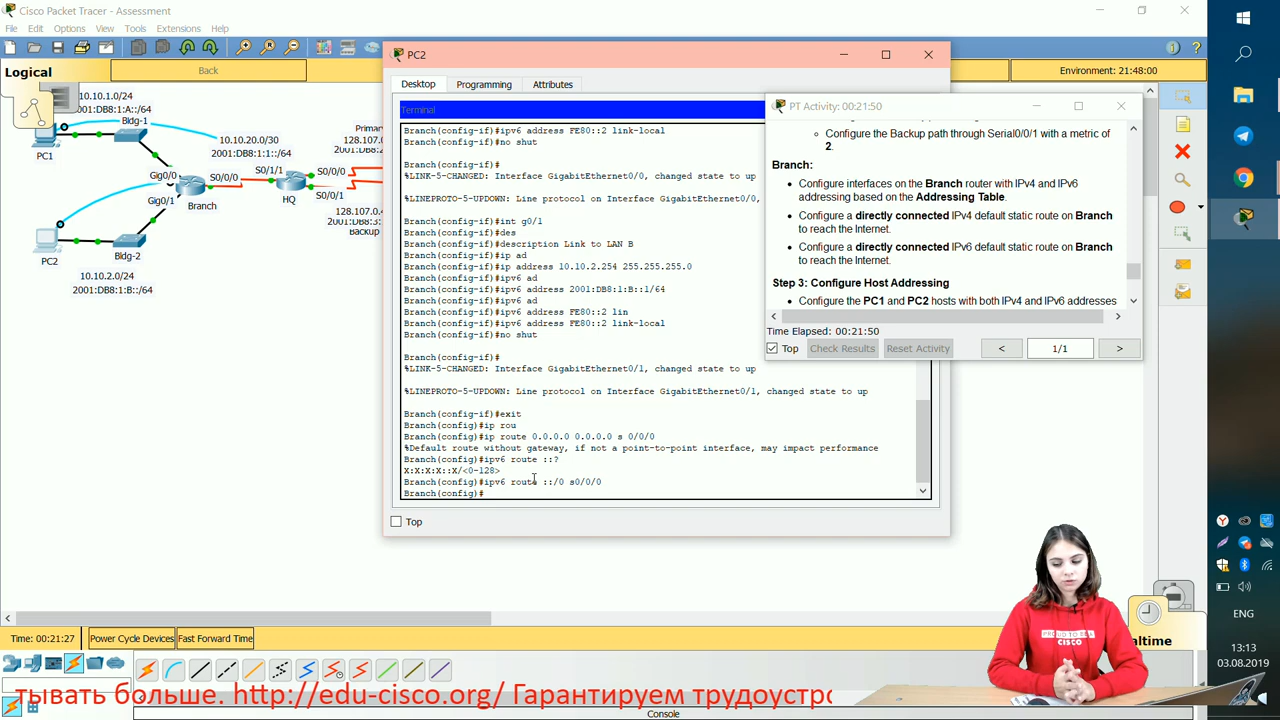 Cisco Packet Tracer - Assessment
File Edit Options View Tools Extensions Help
Logical
Back
Environment: 21:48:00
10.10.1.0/24
2001:DB8:1:A::/64
Bldg-1
PC1
10.10.20.0/30
2001:DB8:1:1::/64
Gig0/0
S0/0/0
S0/1/1
Gig0/1
Branch
HQ
S0/0/0
S0/0/1
PC2
Bldg-2
10.10.2.0/24
2001:DB8:1:B::/64
Backup
PC2
Desktop Programming Attributes
Terminal
Branch(config-if)#ipv6 address FE80::2 link-local
Branch(config-if)#no shut
Branch(config-if)#
%LINK-5-CHANGED: Interface GigabitEthernet0/0, changed state to up
%LINEPROTO-5-UPDOWN: Line protocol on Interface GigabitEthernet0/0,
Branch(config-if)#int g0/1
Branch(config-if)#des
Branch(config-if)#description Link to LAN B
Branch(config-if)#ip ad
Branch(config-if)#ip address 10.10.2.254 255.255.255.0
Branch(config-if)#ipv6 ad
Branch(config-if)#ipv6 address 2001:DB8:1:B::1/64
Branch(config-if)#ipv6 ad
Branch(config-if)#ipv6 address FE80::2 lin
Branch(config-if)#ipv6 address FE80::2 link-local
Branch(config-if)#no shut
Branch(config-if)#
%LINK-5-CHANGED: Interface GigabitEthernet0/1, changed state to up
%LINEPROTO-5-UPDOWN: Line protocol on Interface GigabitEthernet0/1, changed state to up
Branch(config-if)#exit
Branch(config)#ip rou
Branch(config)#ip route 0.0.0.0 0.0.0.0 s 0/0/0
%Default route without gateway, if not a point-to-point interface, may impact performance
Branch(config)#ipv6 route ::?
X:X:X:X::X/<0-128>
Branch(config)#ipv6 route ::/0 s0/0/0
Branch(config)#
Top
PT Activity: 00:21:50
Configure the Backup path through Serial0/0/1 with a metric of
2.
Branch:
Configure interfaces on the Branch router with IPv4 and IPv6
addressing based on the Addressing Table.
Configure a directly connected IPv4 default static route on Branch
to reach the Internet.
Configure a directly connected IPv6 default static route on Branch
to reach the Internet.
Step 3: Configure Host Addressing
Configure the PC1 and PC2 hosts with both IPv4 and IPv6 addresses
Time Elapsed: 00:21:50
Top Check Results Reset Activity < 1/1 >
PROUD TO BE A
CISCO
Time: 00:21:27 Power Cycle Devices Fast Forward Time
altime
ENG
13:13
03.08.2019
тывать больше. http://edu-cisco.org/ Гарантируем трудоустро
Console